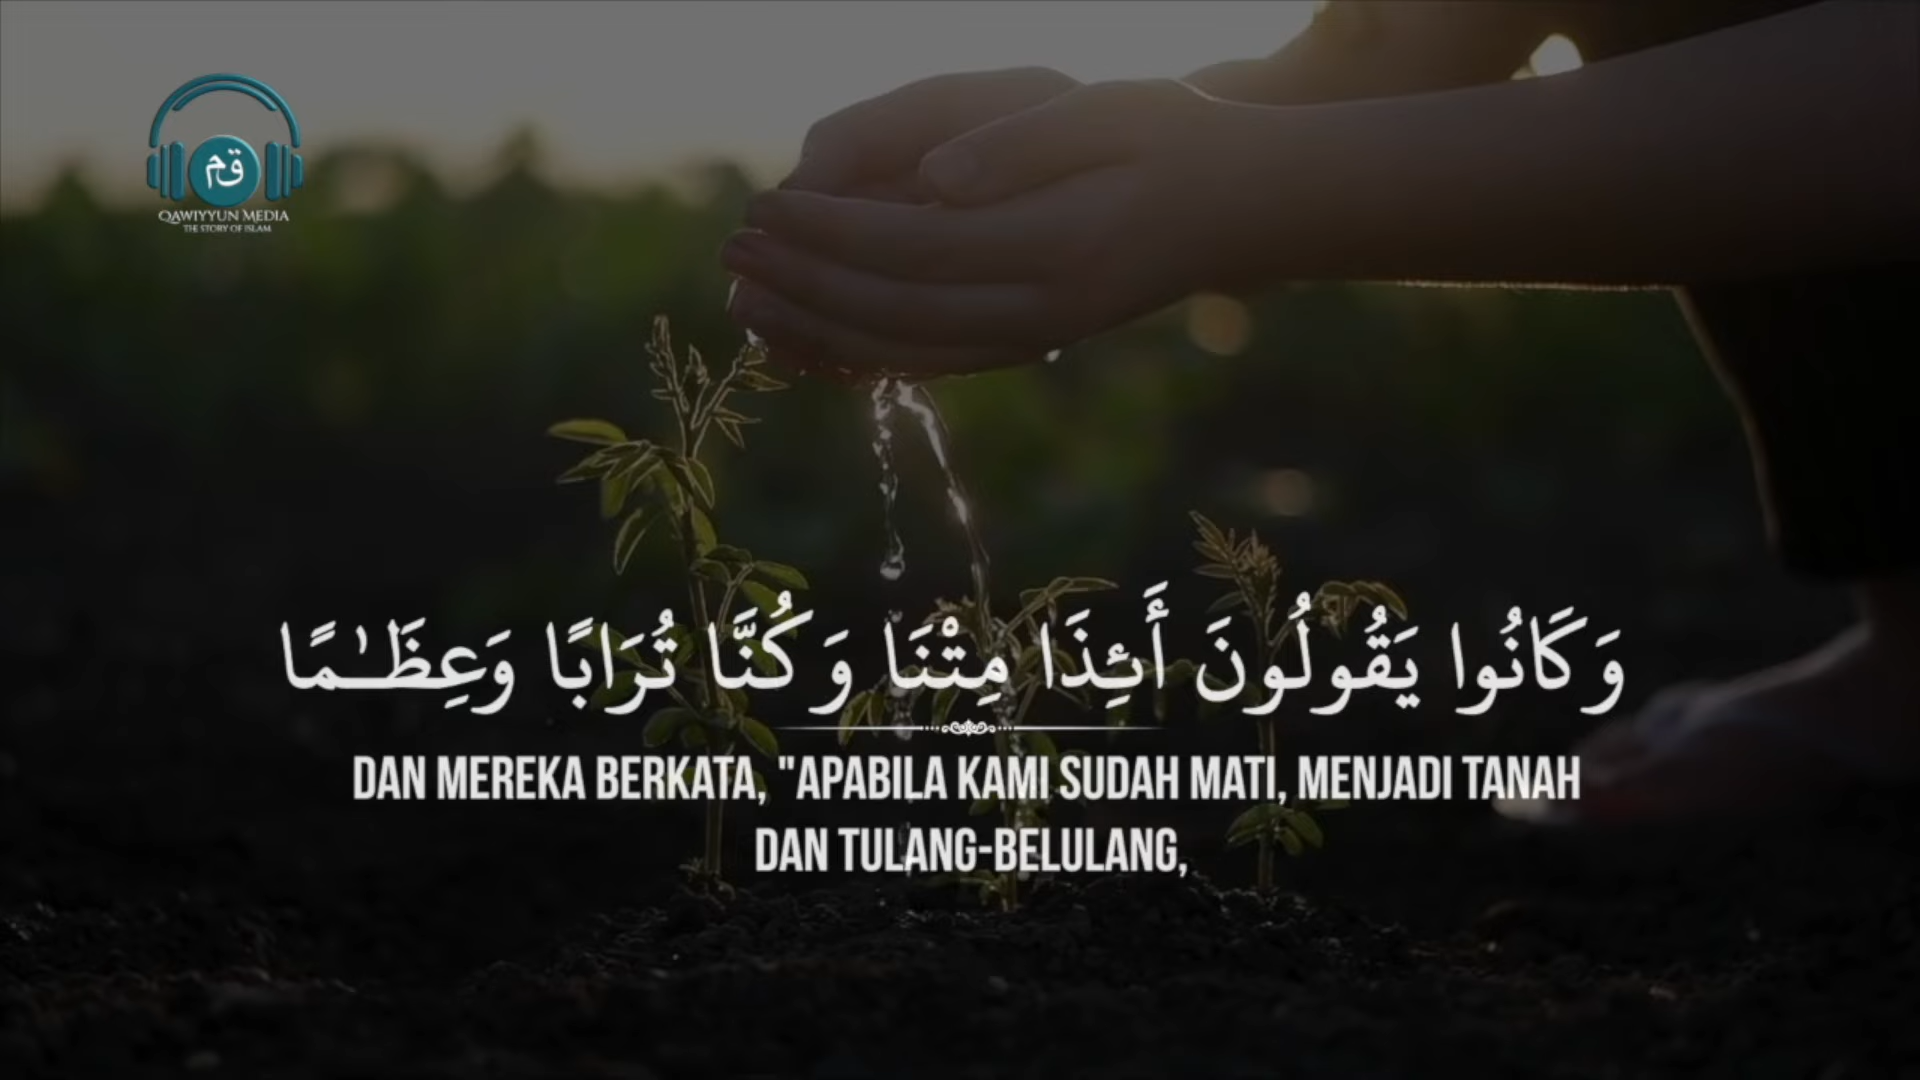 قم
QAWIYYUN MEDIA
THE STORY OF ISLAM
وَكَانُوا يَقُولُونَ أَئِذَا مِتْنَا وَكُنَّا تُرَابًا وَعِظَـٰمًا
DAN MEREKA BERKATA, "APABILA KAMI SUDAH MATI, MENJADI TANAH
DAN TULANG-BELULANG,